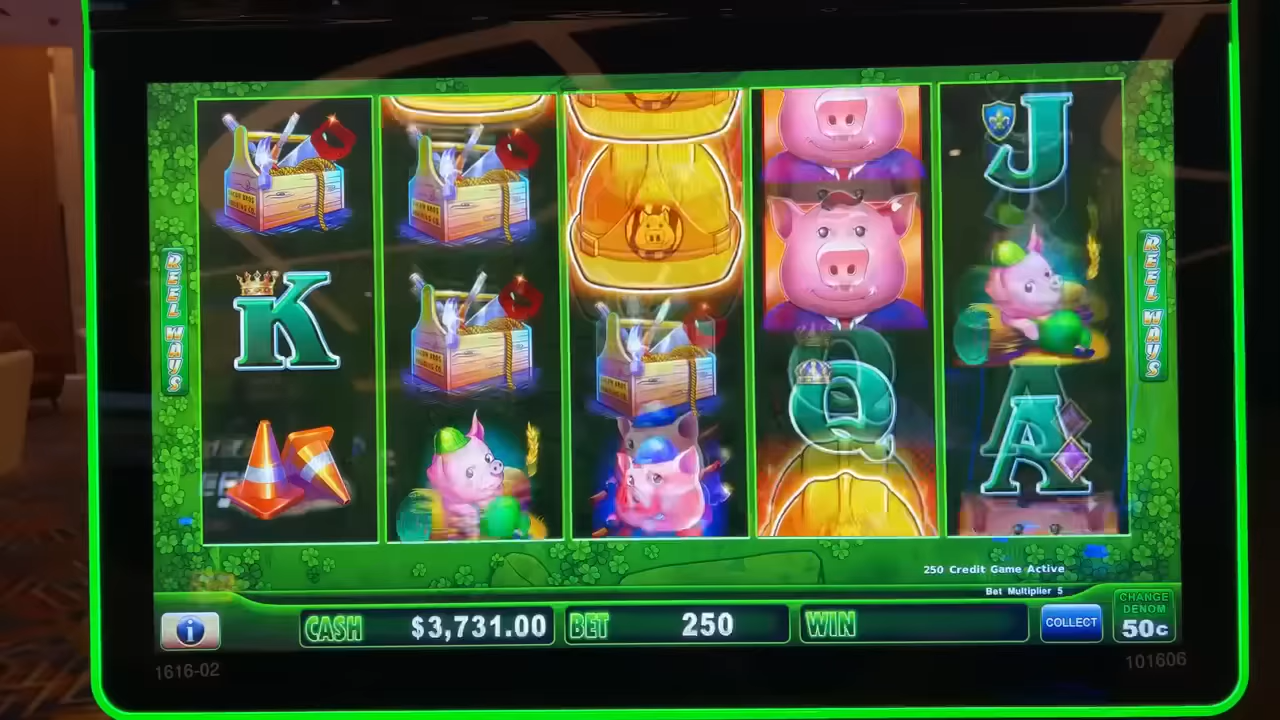 J
REEL WAYS
K
REEL WAYS
Q
A
250 Credit Game Active
Bet Multiplier 5
CASH $3,731.00 BET 250 WIN
COLLECT
CHANGE
DENOM
50¢
1616-02
101606